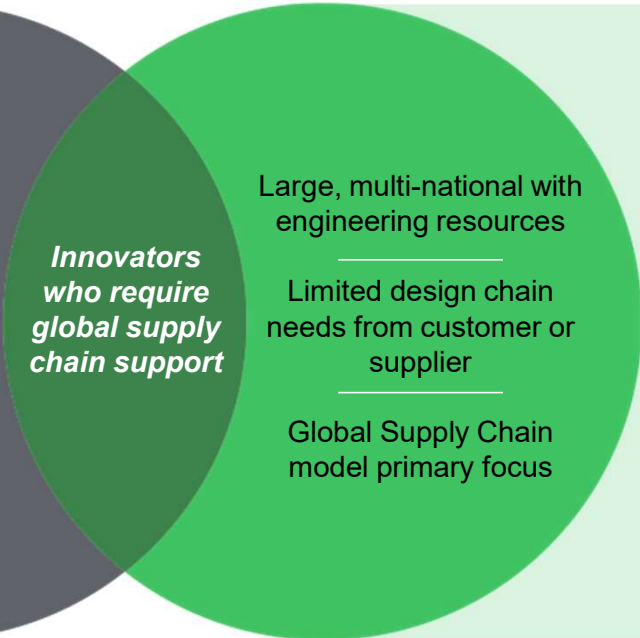 Innovators
who require
global supply
chain support
Large, multi-national with
engineering resources
Limited design chain
needs from customer or
supplier
Global Supply Chain
model primary focus